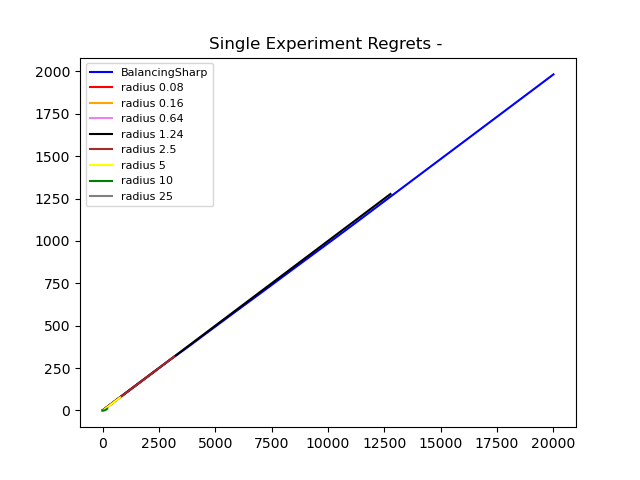 Single Experiment Regrets -
2000
1750
1500
1250
1000
750
500
250
0
BalancingSharp
radius 0.08
radius 0.16
radius 0.64
radius 1.24
radius 2.5
radius 5
radius 10
radius 25
0 2500 5000 7500 10000 12500 15000 17500 20000